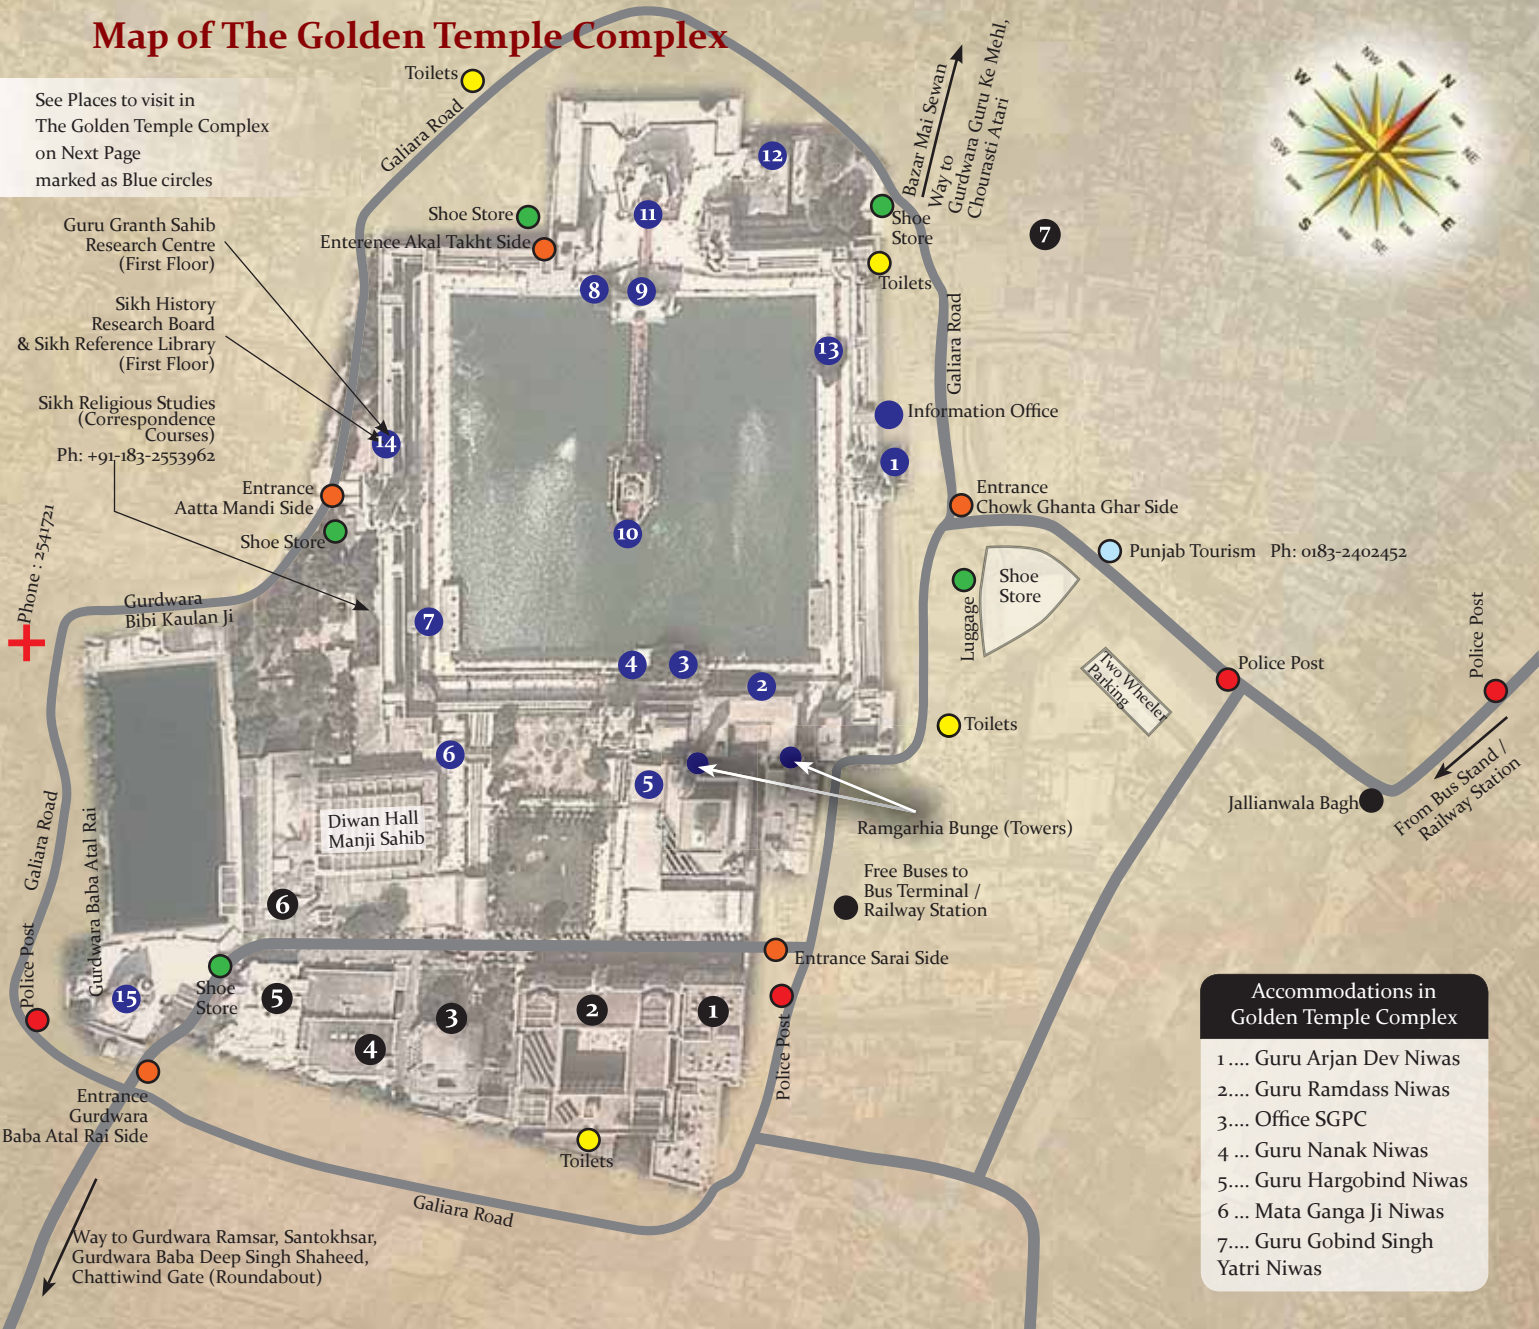 Map of The Golden Temple Complex
See Places to visit in
The Golden Temple Complex
on Next Page
marked as Blue circles
Toilets
Galiara Road
Bazar Mai Sewan
Way to
Gurdwara Guru Ke Mehl,
Chourasti Atari
NW
N
NE
E
SE
S
SW
W
12
11
Shoe Store
Enterence Akal Takht Side
Shoe
Store
Toilets
7
Guru Granth Sahib
Research Centre
(First Floor)
Sikh History
Research Board
& Sikh Reference Library
(First Floor)
Sikh Religious Studies
(Correspondence
Courses)
Ph: +91-183-2553962
8
9
13
Galiara Road
Information Office
1
14
Entrance
Aatta Mandi Side
Shoe Store
10
Entrance
Chowk Ghanta Ghar Side
Punjab Tourism Ph: 0183-2402452
Shoe
Store
Luggage
Two Wheeler
Parking
Police Post
Police Post
Phone : 2541721
Gurdwara
Bibi Kaulan Ji
7
4
3
2
6
5
Toilets
From Bus Stand /
Railway Station
Jallianwala Bagh
Ramgarhia Bunge (Towers)
Diwan Hall
Manji Sahib
Galiara Road
Gurdwara Baba Atal Rai
Free Buses to
Bus Terminal /
Railway Station
6
Entrance Sarai Side
Police Post
15
Shoe
Store
5
4
3
2
1
Police Post
Entrance
Gurdwara
Baba Atal Rai Side
Toilets
Galiara Road
Way to Gurdwara Ramsar, Santokhsar,
Gurdwara Baba Deep Singh Shaheed,
Chattiwind Gate (Roundabout)
Accommodations in
Golden Temple Complex
1.... Guru Arjan Dev Niwas
2.... Guru Ramdass Niwas
3.... Office SGPC
4 ... Guru Nanak Niwas
5.... Guru Hargobind Niwas
6 ... Mata Ganga Ji Niwas
7.... Guru Gobind Singh
Yatri Niwas